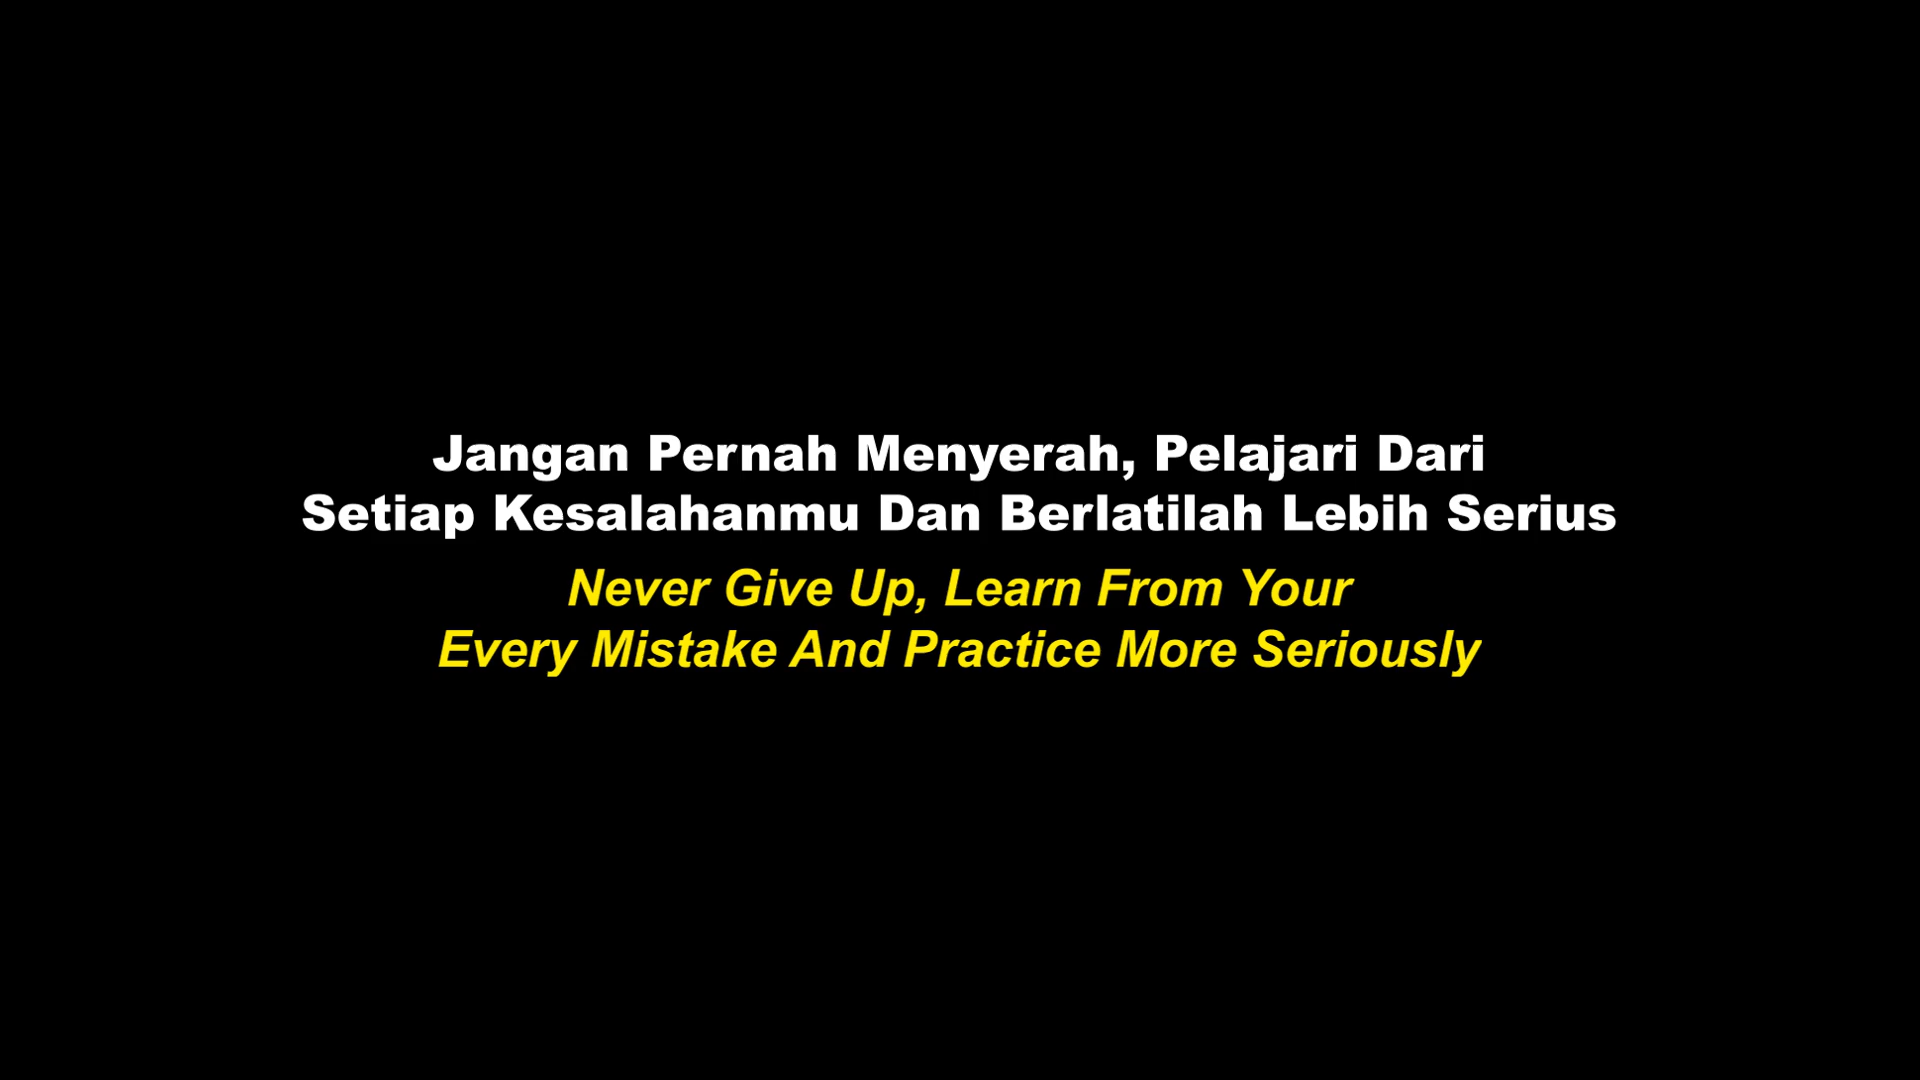 Jangan Pernah Menyerah, Pelajari Dari
Setiap Kesalahanmu Dan Berlatilah Lebih Serius
Never Give Up, Learn From Your
Every Mistake And Practice More Seriously